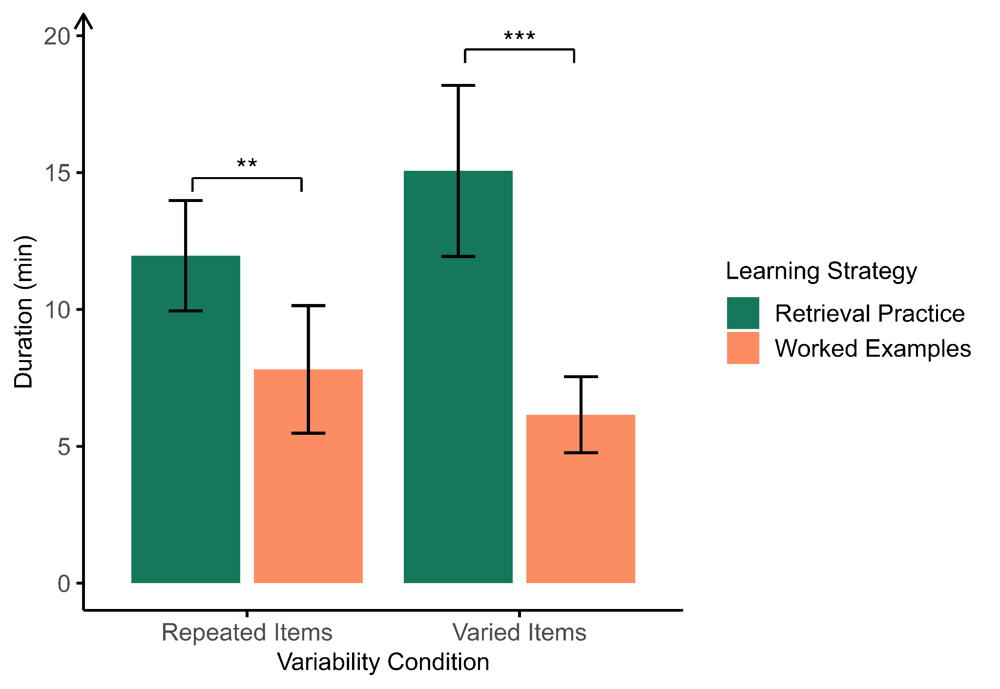 20
15
10
5
0
Duration (min)
***
**
Repeated Items
Varied Items
Variability Condition
Learning Strategy
Retrieval Practice
Worked Examples